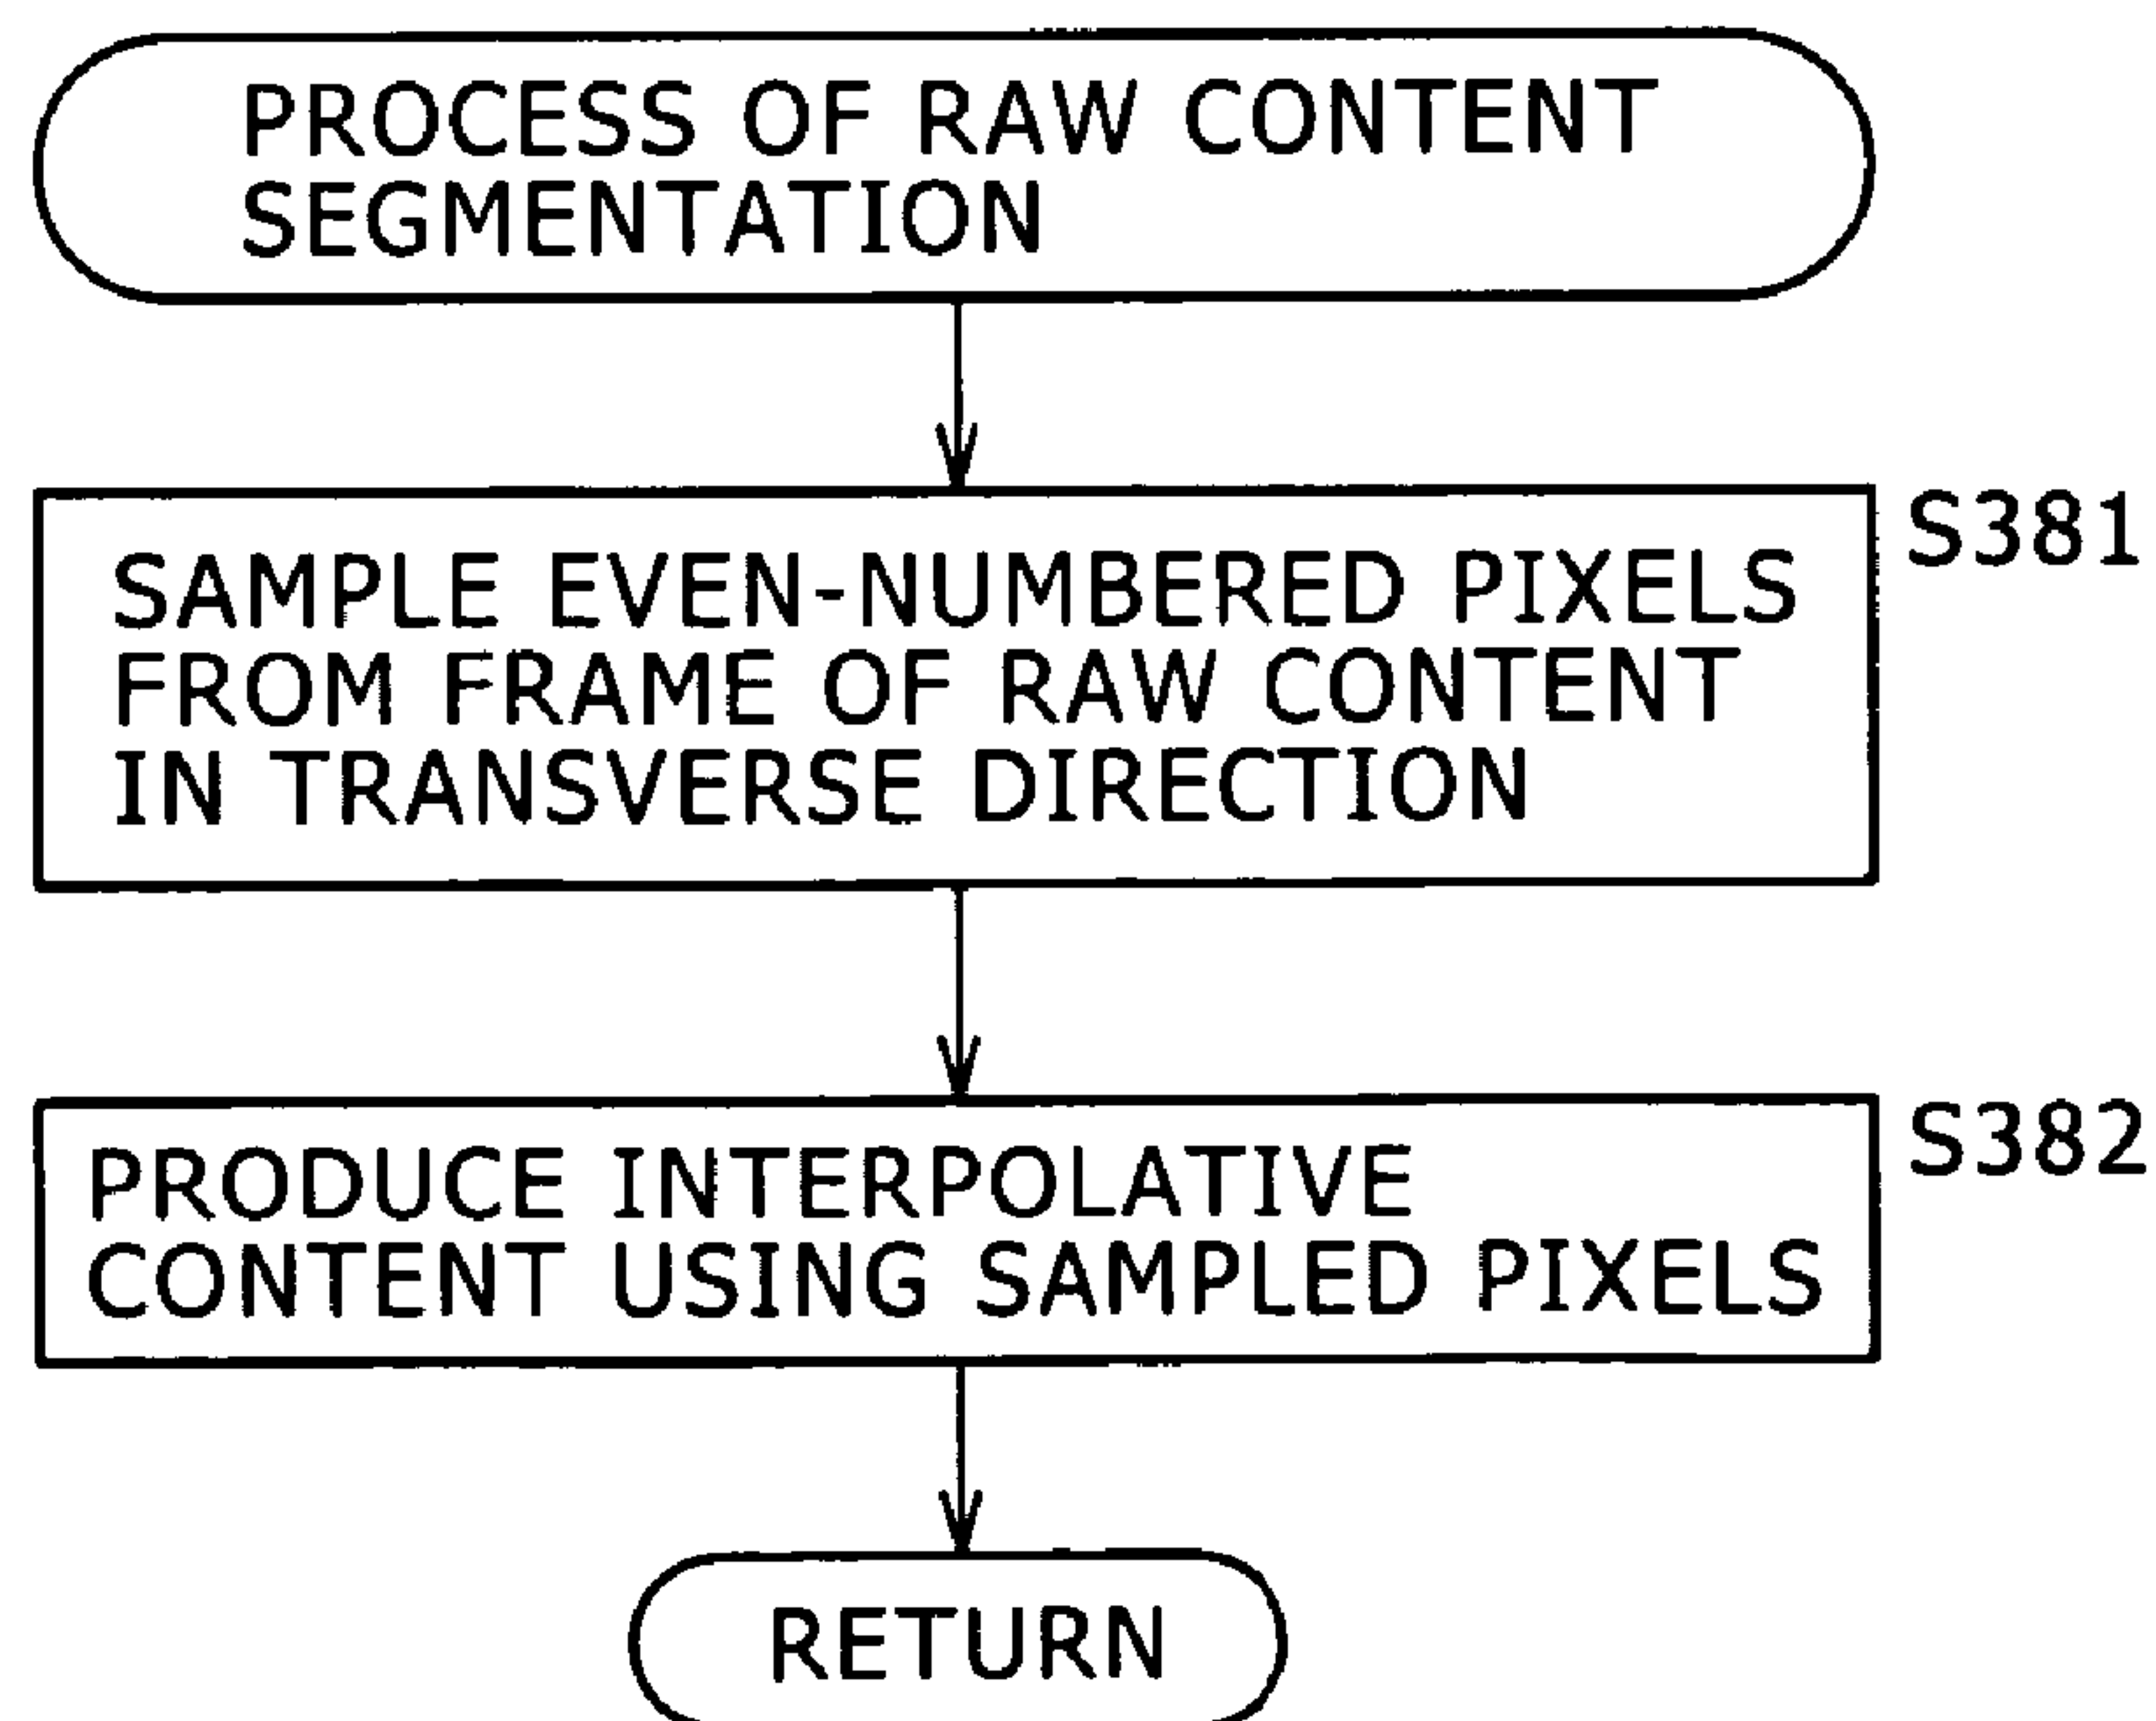 PROCESS OF RAW CONTENT
SEGMENTATION
S381
SAMPLE EVEN-NUMBERED PIXELS
FROM FRAME OF RAW CONTENT
IN TRANSVERSE DIRECTION
S382
PRODUCE INTERPOLATIVE
CONTENT USING SAMPLED PIXELS
RETURN